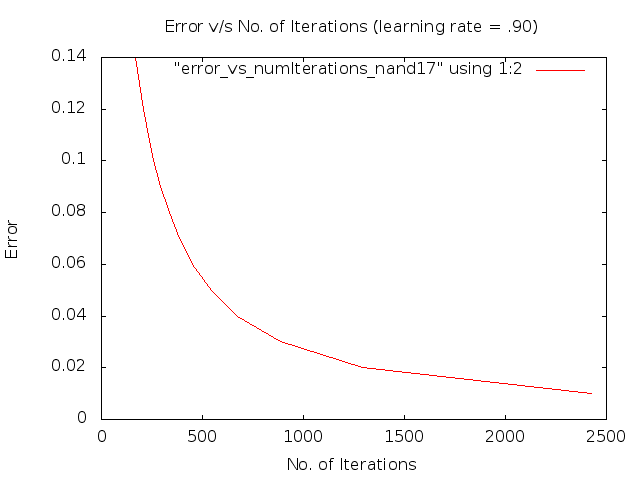 Error v/s No. of Iterations (learning rate = .90)
"error_vs_numIterations_nand17" using 1:2
0.14
0.12
0.1
0.08
0.06
0.04
0.02
0
Error
0 500 1000 1500 2000 2500
No. of Iterations